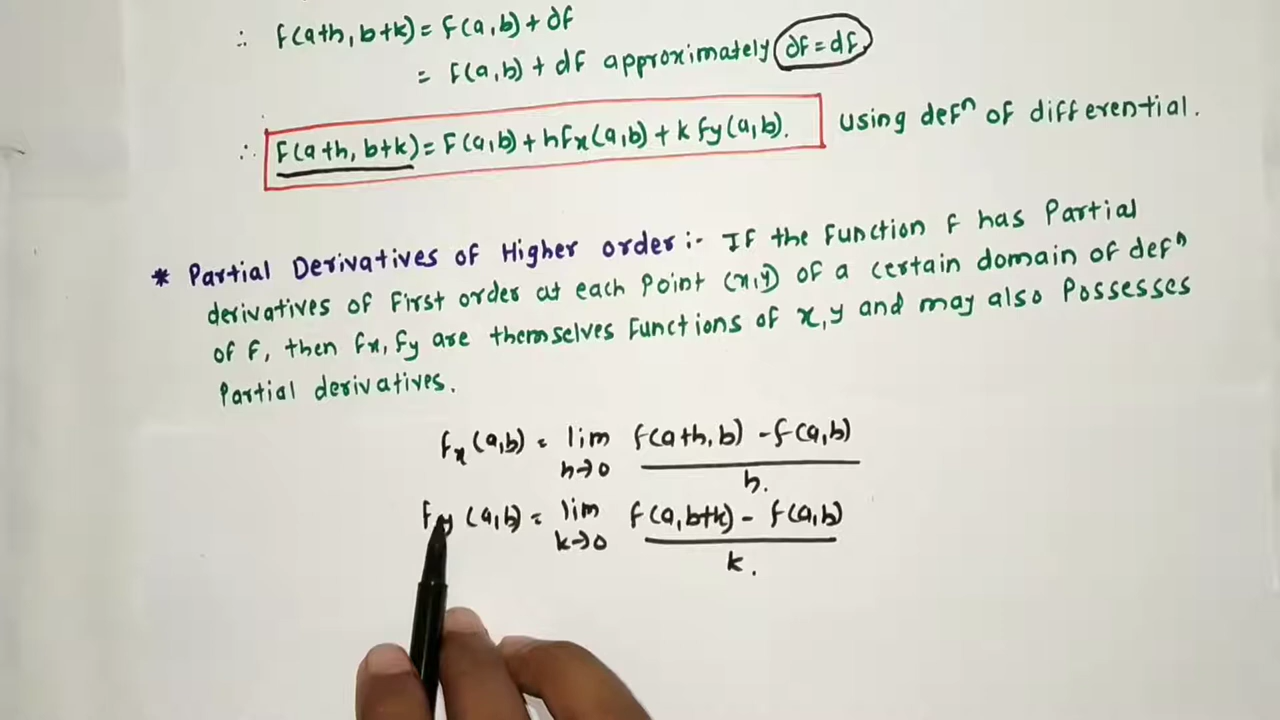 ∴ f(a+h, b+k) = f(a,b) + ∂f
= f(a,b) + df approximately ∂f = df.
∴ f(a+h, b+k) = f(a,b) + hfx(a,b) + k fy(a,b). using defⁿ of differential.
* Partial Derivatives of Higher order:- If the function f has Partial
derivatives of first order at each Point (x,y) of a certain domain of defⁿ
of f, then fx, fy are themselves functions of x, y and may also Possesses
Partial derivatives.
fx (a,b) = lim h→0 f(a+h, b) - f(a,b) / h.
fy (a,b) = lim k→0 f(a, b+k) - f(a,b) / k.